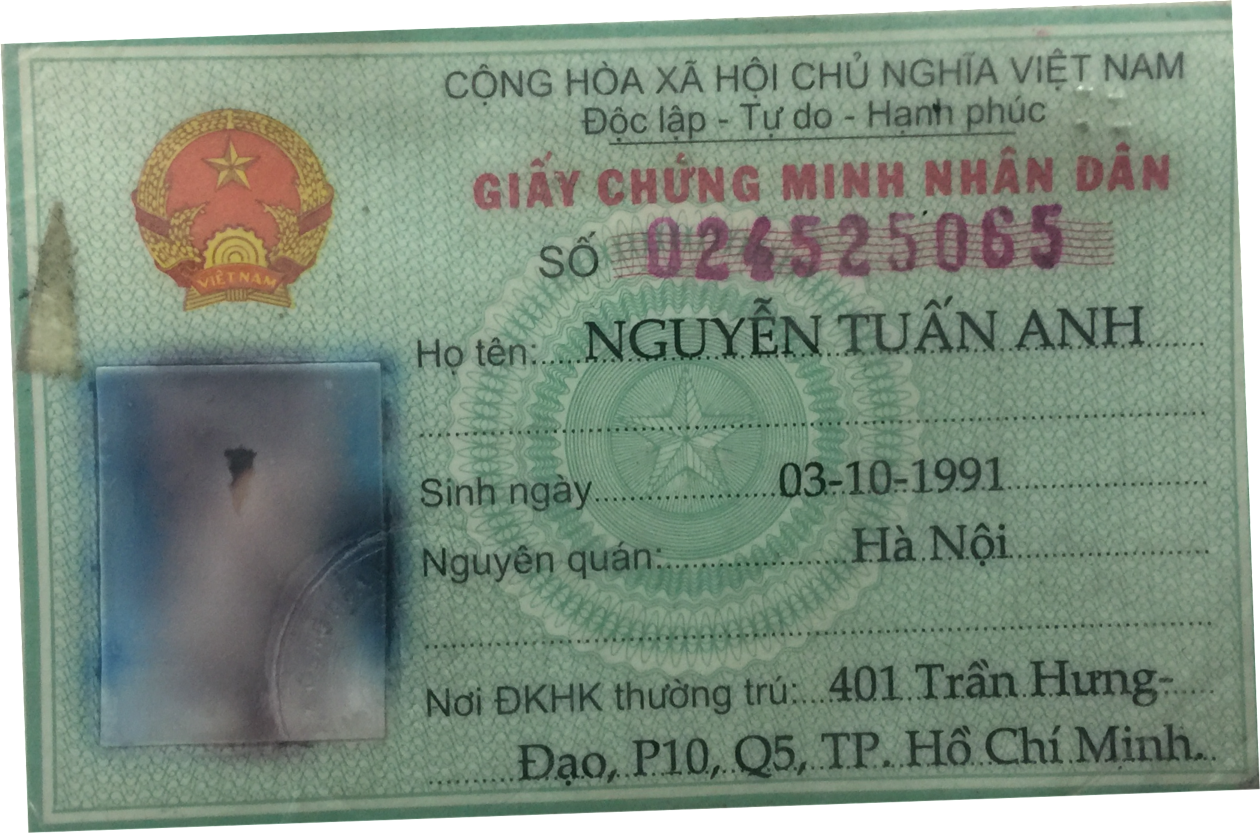 CỘNG HÒA XÃ HỘI CHỦ NGHĨA VIỆT NAM
Độc lập - Tự do - Hạnh phúc
GIẤY CHỨNG MINH NHÂN DÂN
SỐ 024525065
VIỆT NAM
Họ tên: NGUYỄN TUẤN ANH
Sinh ngày 03-10-1991
Nguyên quán: Hà Nội
Nơi ĐKHK thường trú: 401 Trần Hưng-
Đạo, P10, Q5, TP. Hồ Chí Minh.